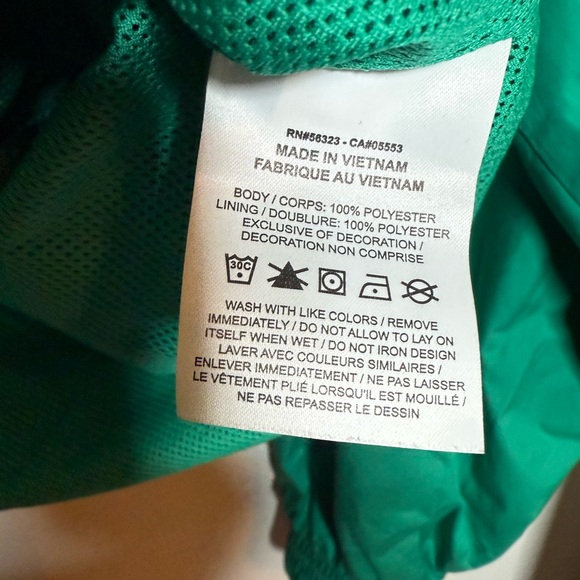 RN#56323 - CA#05553
MADE IN VIETNAM
FABRIQUE AU VIETNAM
BODY / CORPS: 100% POLYESTER
LINING / DOUBLURE: 100% POLYESTER
EXCLUSIVE OF DECORATION /
DECORATION NON COMPRISE
30C
WASH WITH LIKE COLORS / REMOVE
IMMEDIATELY / DO NOT ALLOW TO LAY ON
ITSELF WHEN WET / DO NOT IRON DESIGN
LAVER AVEC COULEURS SIMILAIRES /
ENLEVER IMMEDIATEMENT / NE PAS LAISSER
LE VÊTEMENT PLIÉ LORSQU'IL EST MOUILLÉ /
NE PAS REPASSER LE DESSIN